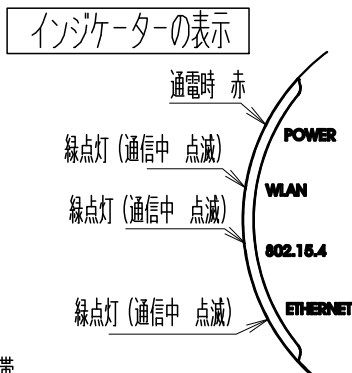 インジケーターの表示
通電時 赤
POWER
緑点灯（通信中 点滅）
WLAN
緑点灯（通信中 点滅）
802.15.4
緑点灯（通信中 点滅）
ETHERNET
帯